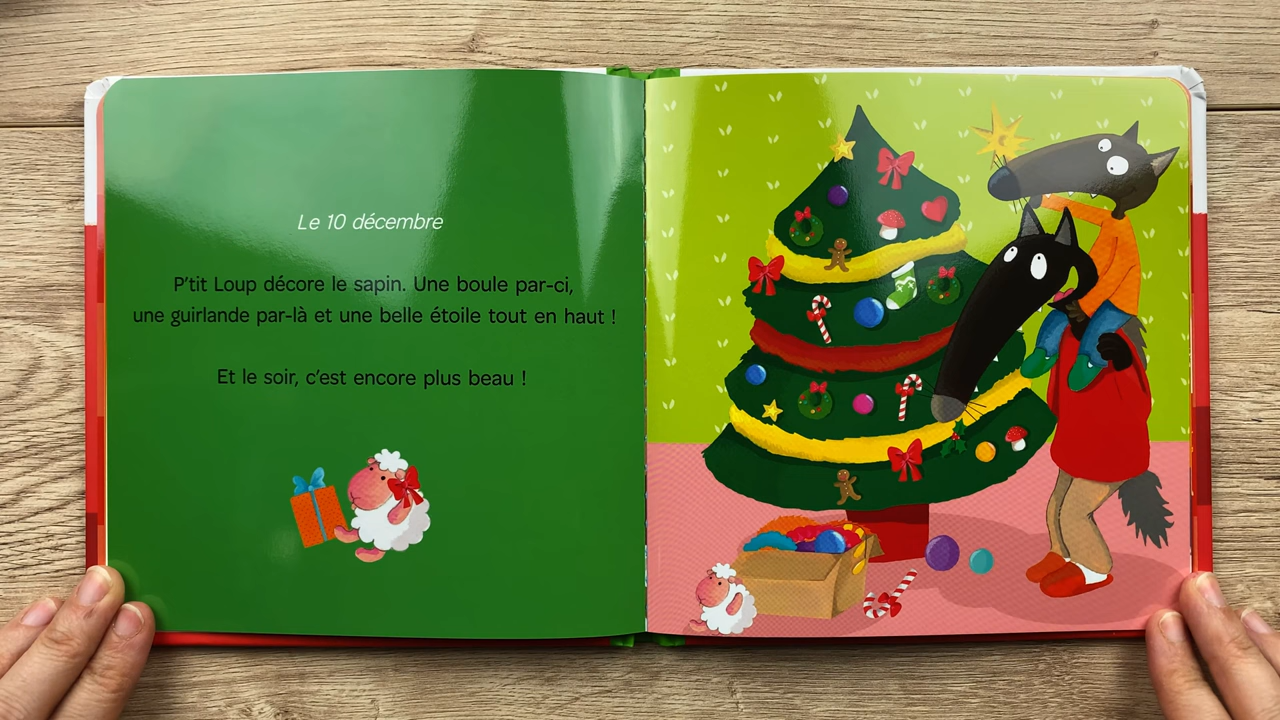 Le 10 décembre
P'tit Loup décore le sapin. Une boule par-ci,
une guirlande par-là et une belle étoile tout en haut !
Et le soir, c'est encore plus beau !